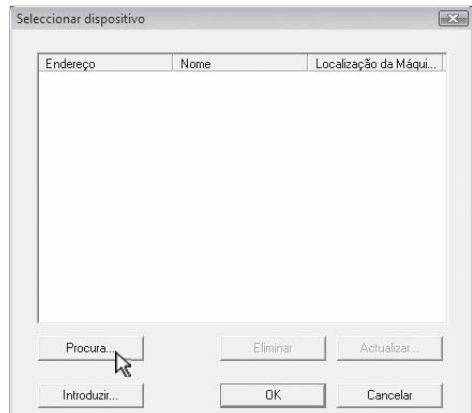 Seleccionar dispositivo
Endereço Nome Localização da Máqui...
Procura... Eliminar Actualizar...
Introduzir... OK Cancelar